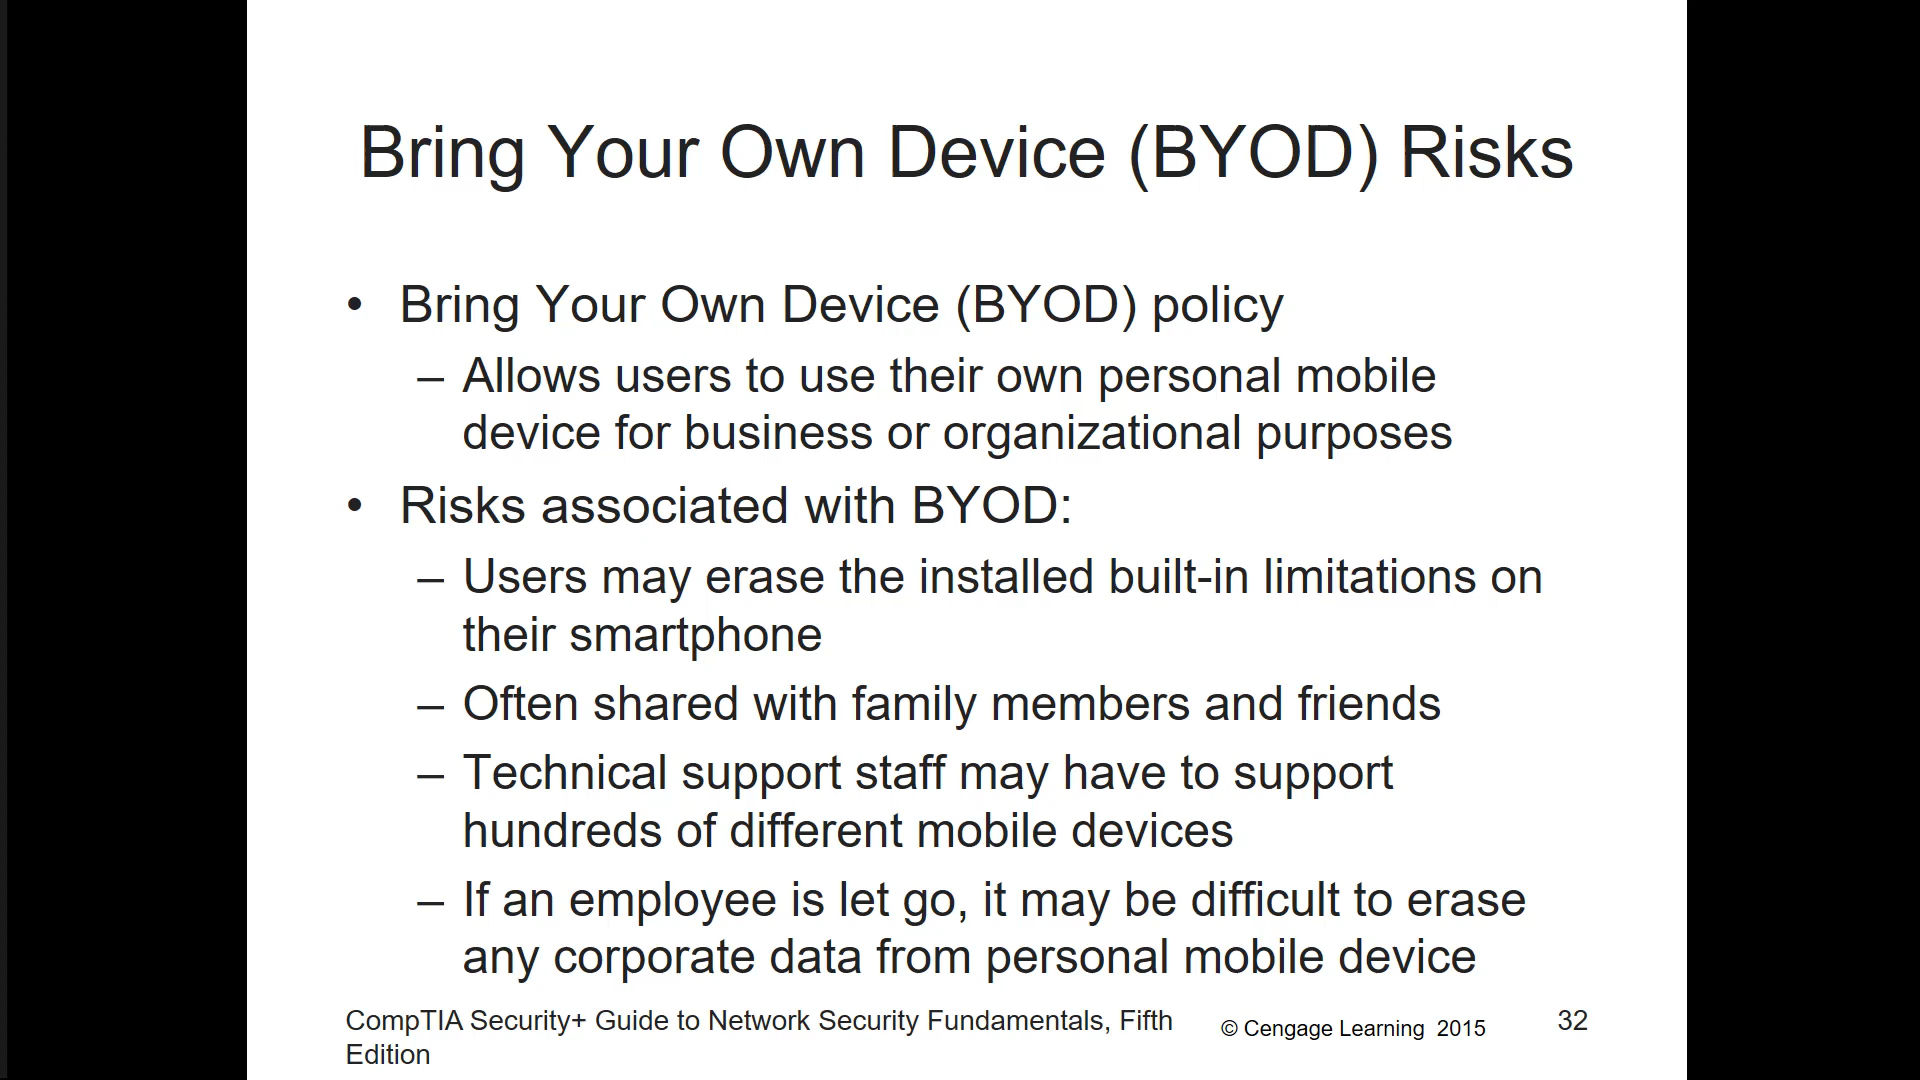 Bring Your Own Device (BYOD) Risks
• Bring Your Own Device (BYOD) policy
– Allows users to use their own personal mobile
device for business or organizational purposes
• Risks associated with BYOD:
– Users may erase the installed built-in limitations on
their smartphone
– Often shared with family members and friends
– Technical support staff may have to support
hundreds of different mobile devices
– If an employee is let go, it may be difficult to erase
any corporate data from personal mobile device
CompTIA Security+ Guide to Network Security Fundamentals, Fifth
Edition
© Cengage Learning 2015
32